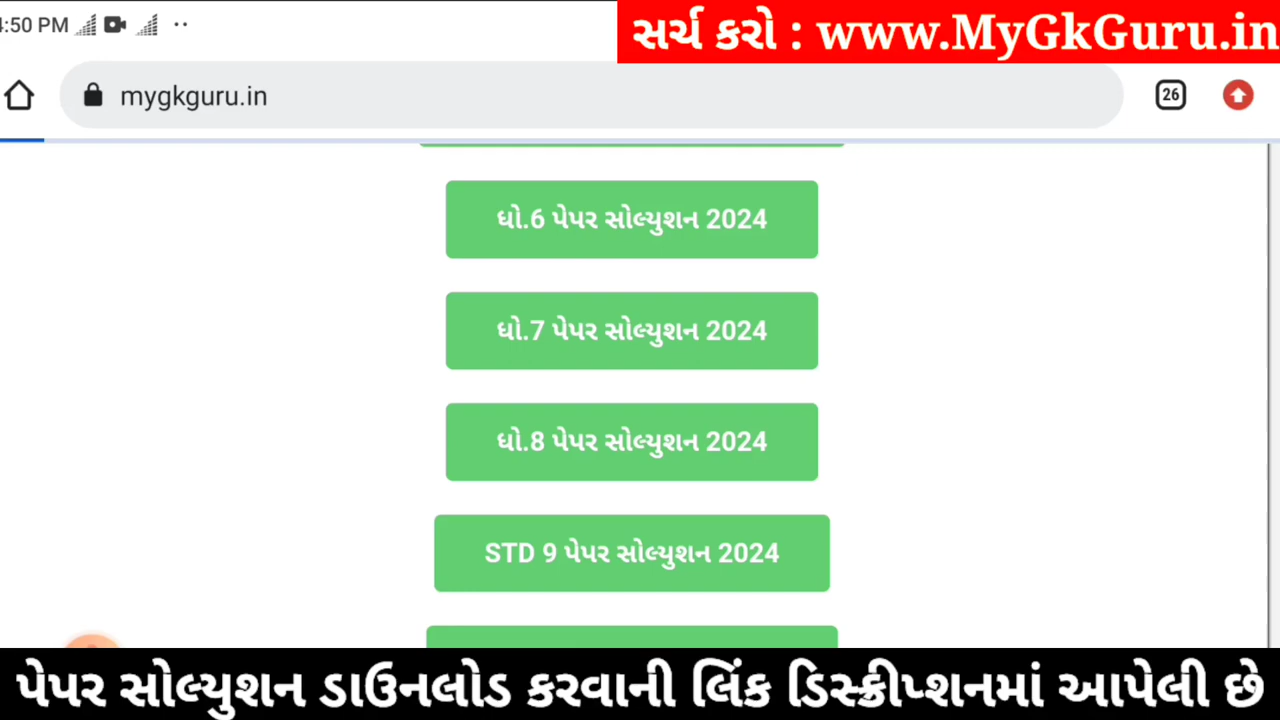 4:50 PM
સર્ચ કરો : www.MyGkGuru.in
mygkguru.in
26
ધો.6 પેપર સોલ્યુશન 2024
ધો.7 પેપર સોલ્યુશન 2024
ધો.8 પેપર સોલ્યુશન 2024
STD 9 પેપર સોલ્યુશન 2024
પેપર સોલ્યુશન ડાઉનલોડ કરવાની લિંક ડિસ્ક્રીપ્શનમાં આપેલી છે